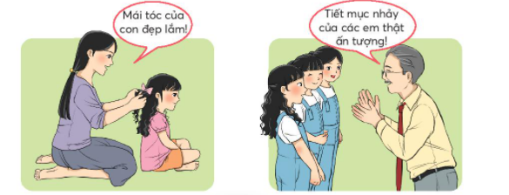 Mái tóc của
con đẹp lắm!
Tiết mục nhảy
của các em thật
ấn tượng!